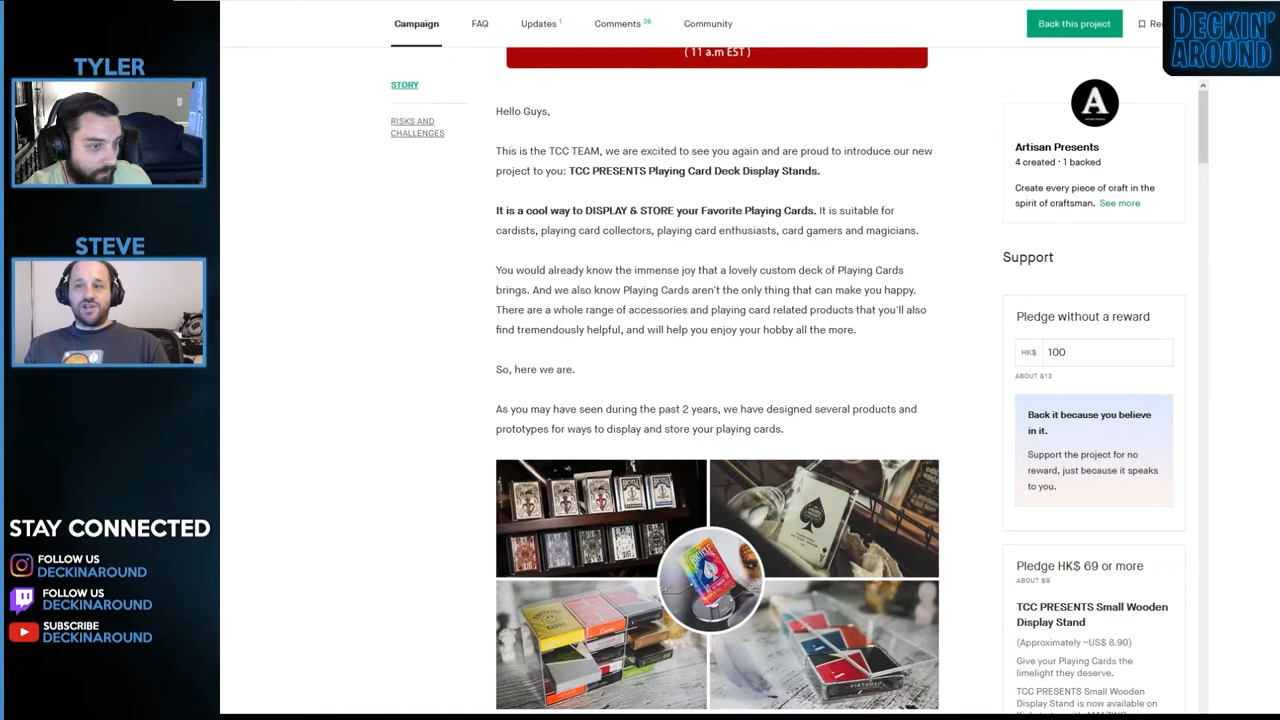 TYLER
STEVE
STAY CONNECTED
FOLLOW US
DECKINAROUND
FOLLOW US
DECKINAROUND
SUBSCRIBE
DECKINAROUND
Campaign
FAQ
Updates 1
Comments 36
Community
Back this project
DECKIN'
AROUND
( 11 a.m EST )
STORY
RISKS AND
CHALLENGES
Hello Guys,
This is the TCC TEAM, we are excited to see you again and are proud to introduce our new
project to you: TCC PRESENTS Playing Card Deck Display Stands.
It is a cool way to DISPLAY & STORE your Favorite Playing Cards. It is suitable for
cardists, playing card collectors, playing card enthusiasts, card gamers and magicians.
You would already know the immense joy that a lovely custom deck of Playing Cards
brings. And we also know Playing Cards aren't the only thing that can make you happy.
There are a whole range of accessories and playing card related products that you'll also
find tremendously helpful, and will help you enjoy your hobby all the more.
So, here we are.
As you may have seen during the past 2 years, we have designed several products and
prototypes for ways to display and store your playing cards.
BICYCLE
VIRTUOSO
A
Artisan Presents
4 created · 1 backed
Create every piece of craft in the
spirit of craftsman. See more
Support
Pledge without a reward
HK$ 100
ABOUT $13
Back it because you believe
in it.
Support the project for no
reward, just because it speaks
to you.
Pledge HK$ 69 or more
ABOUT $9
TCC PRESENTS Small Wooden
Display Stand
(Approximately ~US$ 8.90)
Give your Playing Cards the
limelight they deserve.
TCC PRESENTS Small Wooden
Display Stand is now available on